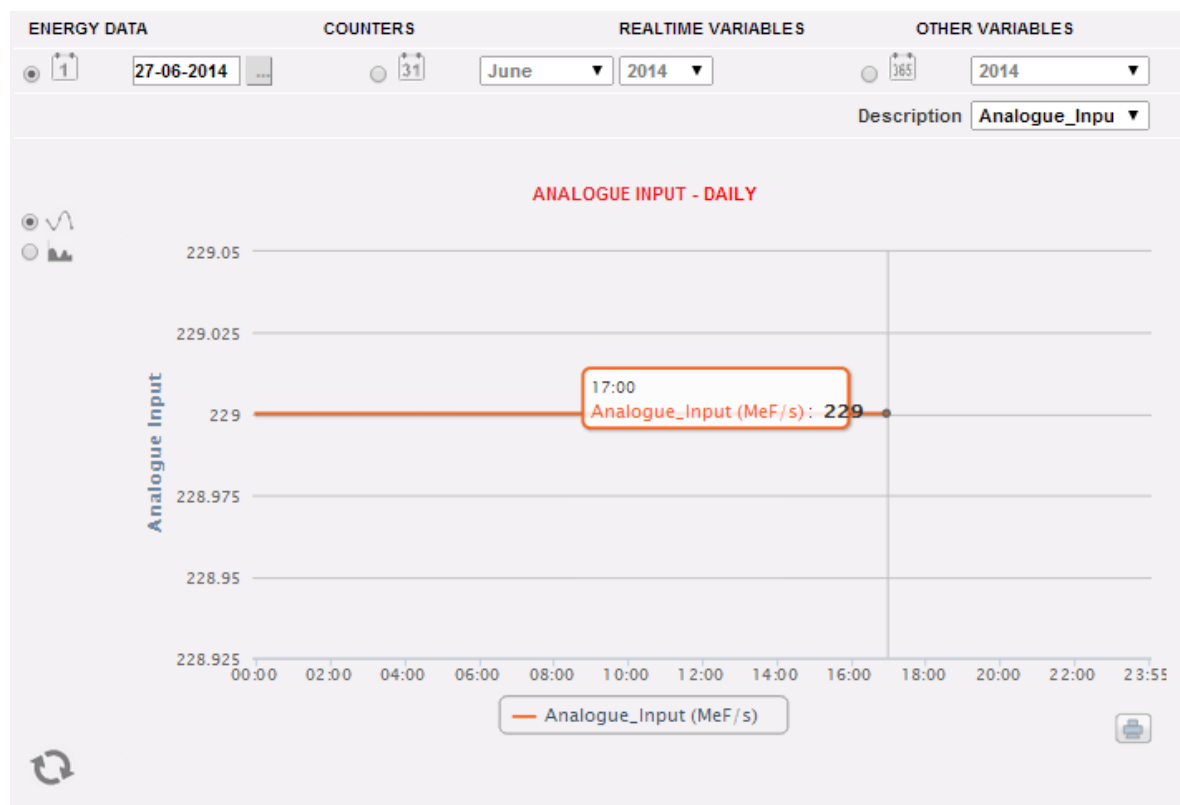 ENERGY DATA COUNTERS REALTIME VARIABLES OTHER VARIABLES
1 27-06-2014 ... 31 June 2014 365 2014
Description Analogue_Inpu
ANALOGUE INPUT - DAILY
229.05
229.025
229
228.975
228.95
228.925
Analogue Input
17:00
Analogue_Input (MeF/s): 229
00:00 02:00 04:00 06:00 08:00 10:00 12:00 14:00 16:00 18:00 20:00 22:00 23:55
Analogue_Input (MeF/s)